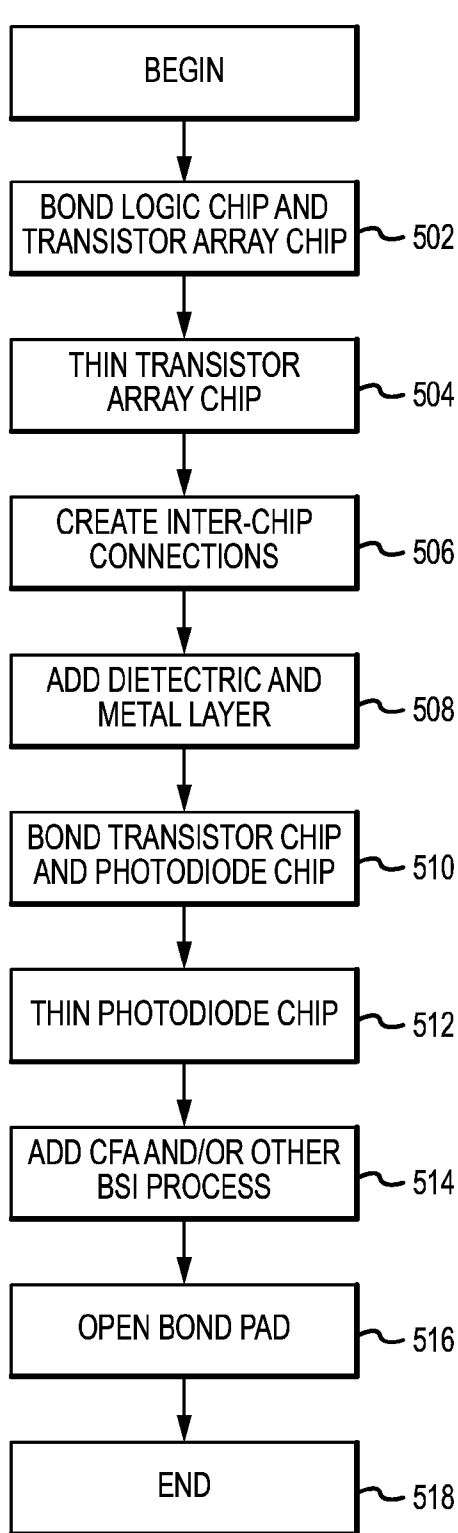 BEGIN
BOND LOGIC CHIP AND
TRANSISTOR ARRAY CHIP
502
THIN TRANSISTOR
ARRAY CHIP
504
CREATE INTER-CHIP
CONNECTIONS
506
ADD DIETECTRIC AND
METAL LAYER
508
BOND TRANSISTOR CHIP
AND PHOTODIODE CHIP
510
THIN PHOTODIODE CHIP
512
ADD CFA AND/OR OTHER
BSI PROCESS
514
OPEN BOND PAD
516
END
518